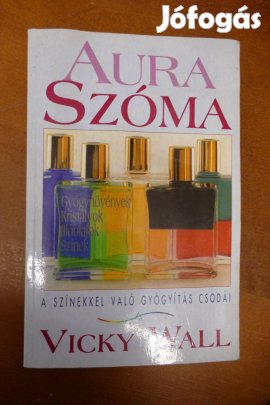 Jófogás
AURA
SZÓMA
Gyógynövények
Kristályok
Illóolajok
Színek
A SZÍNEKKEL VALÓ GYÓGYÍTÁS CSODÁI
VICKY WALL